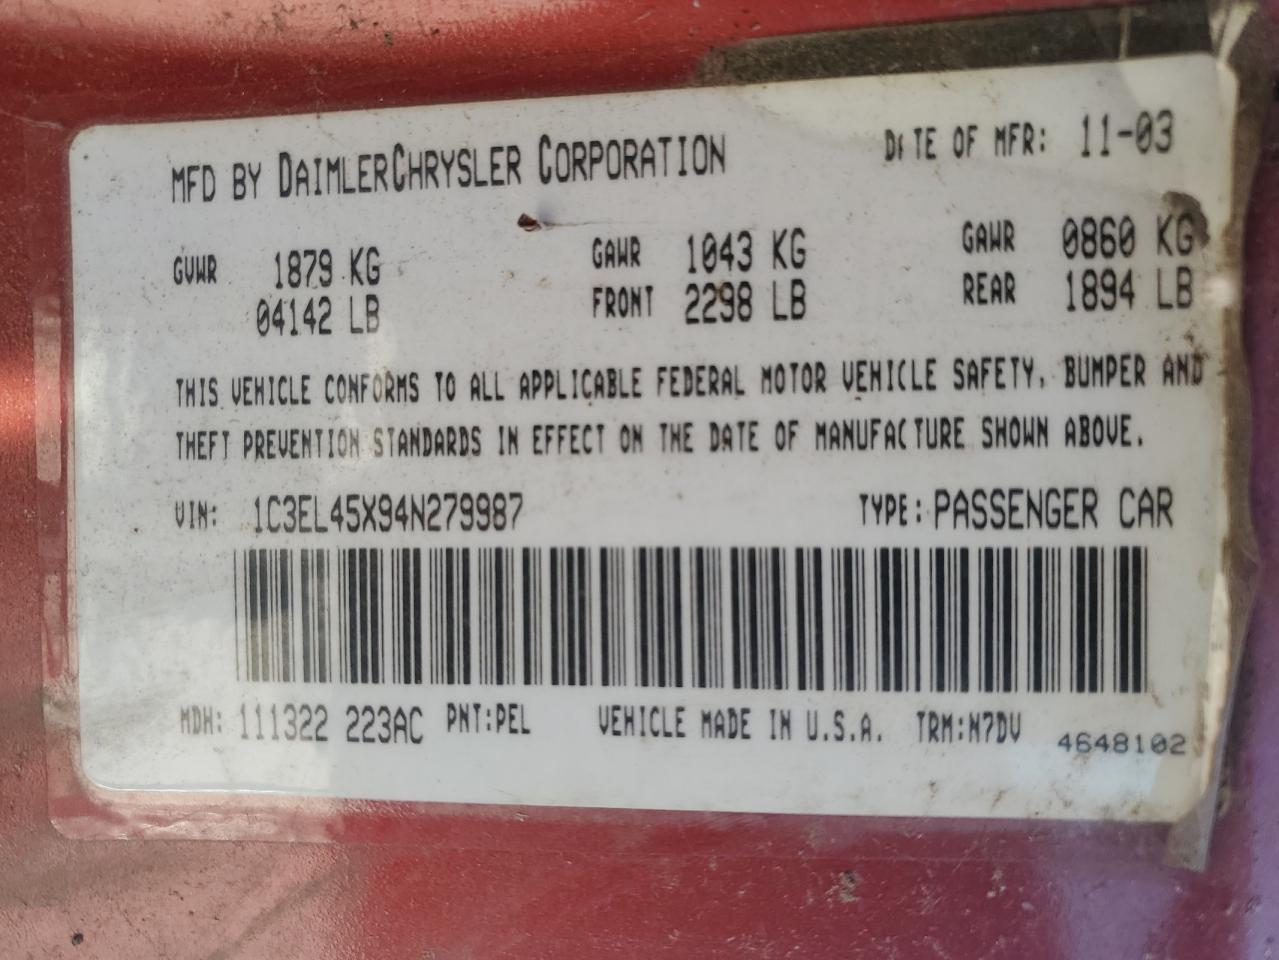 MFD BY DAIMLERCHRYSLER CORPORATION DATE OF MFR: 11-03
GVWR 1879 KG GAWR 1043 KG GAWR 0860 KG
04142 LB FRONT 2298 LB REAR 1894 LB
THIS VEHICLE CONFORMS TO ALL APPLICABLE FEDERAL MOTOR VEHICLE SAFETY, BUMPER AND
THEFT PREVENTION STANDARDS IN EFFECT ON THE DATE OF MANUFACTURE SHOWN ABOVE.
VIN: 1C3EL45X94N279987 TYPE: PASSENGER CAR
MDH: 111322 223AC PNT:PEL VEHICLE MADE IN U.S.A. TRM:N7DV 4648102